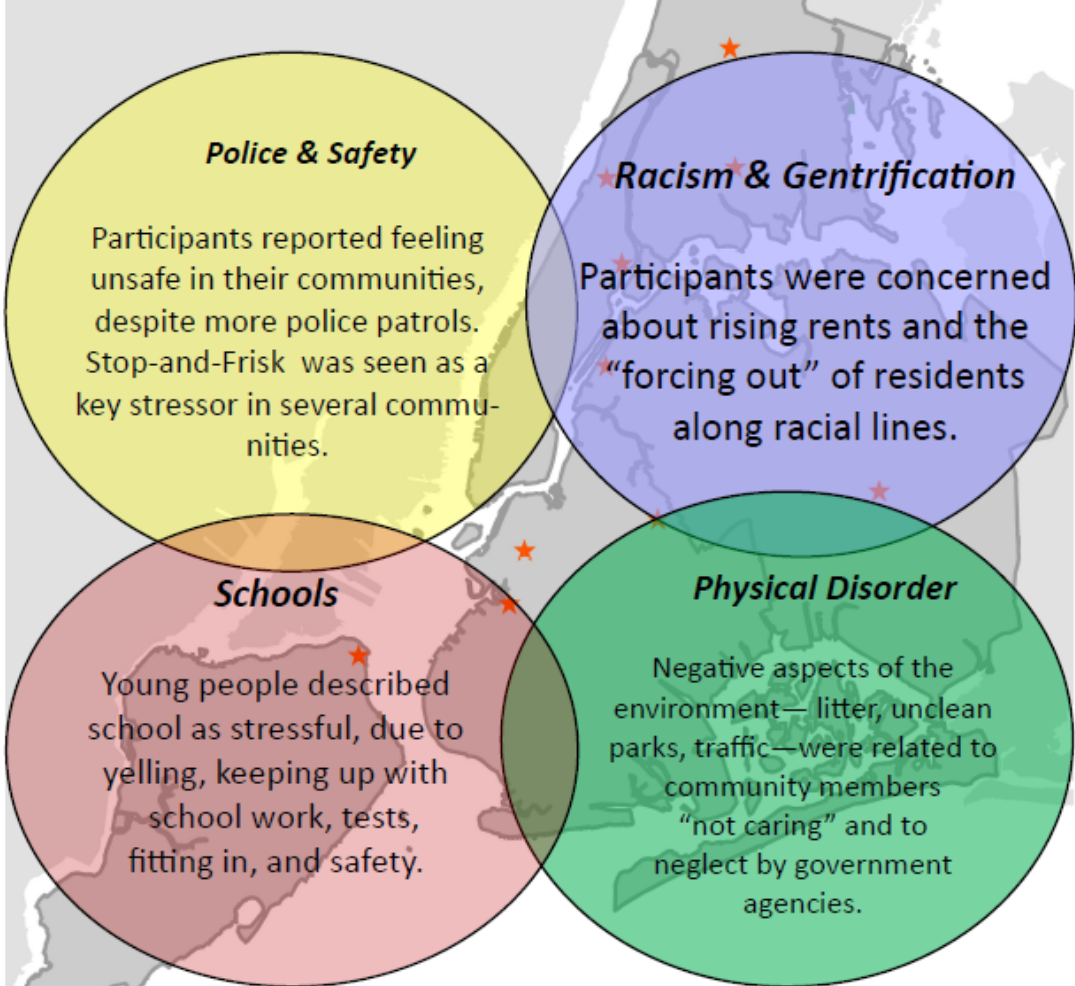 Police & Safety
Participants reported feeling
unsafe in their communities,
despite more police patrols.
Stop-and-Frisk was seen as a
key stressor in several commu-
nities.
Racism & Gentrification
Participants were concerned
about rising rents and the
“forcing out” of residents
along racial lines.
Schools
Young people described
school as stressful, due to
yelling, keeping up with
school work, tests,
fitting in, and safety.
Physical Disorder
Negative aspects of the
environment— litter, unclean
parks, traffic—were related to
community members
“not caring” and to
neglect by government
agencies.